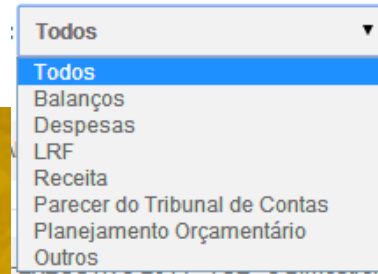 : Todos
Todos
Balanços
Despesas
LRF
Receita
Parecer do Tribunal de Contas
Planejamento Orçamentário
Outros